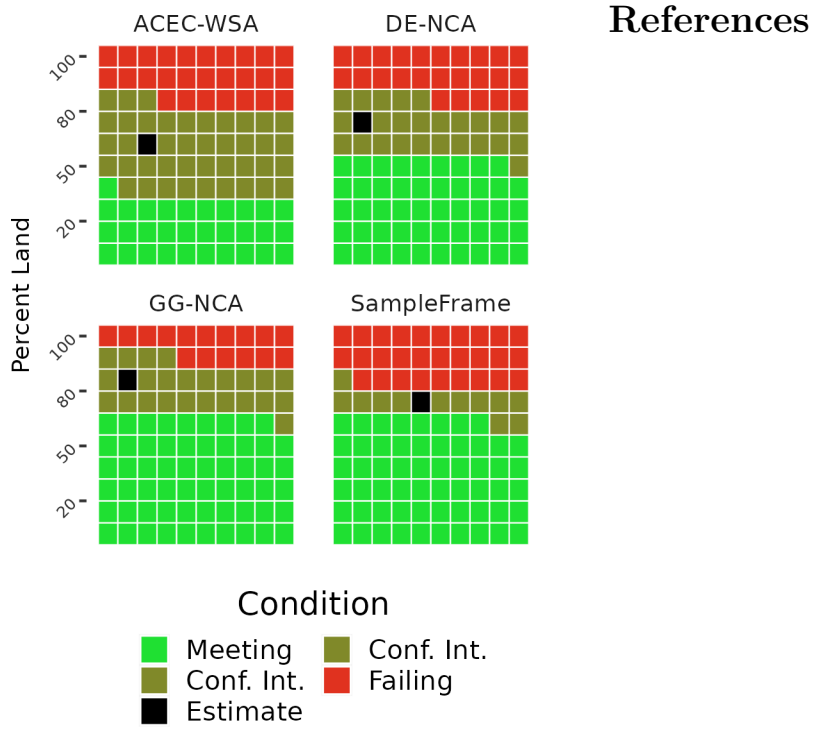 References
ACEC-WSA DE-NCA
100
80
50
20
GG-NCA SampleFrame
100
80
50
20
Percent Land
Condition
Meeting Conf. Int.
Conf. Int. Failing
Estimate